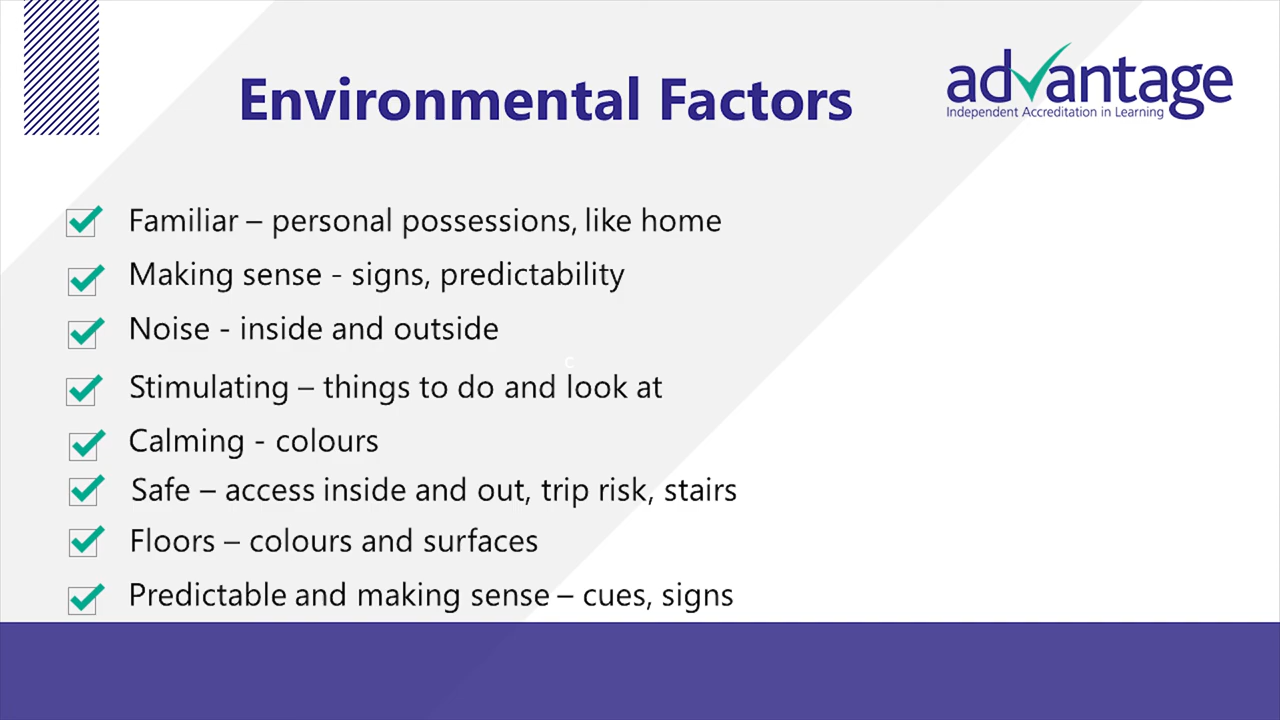 Environmental Factors
advantage
Independent Accreditation in Learning
Familiar – personal possessions, like home
Making sense - signs, predictability
Noise - inside and outside
c
Stimulating – things to do and look at
Calming - colours
Safe – access inside and out, trip risk, stairs
Floors – colours and surfaces
Predictable and making sense – cues, signs